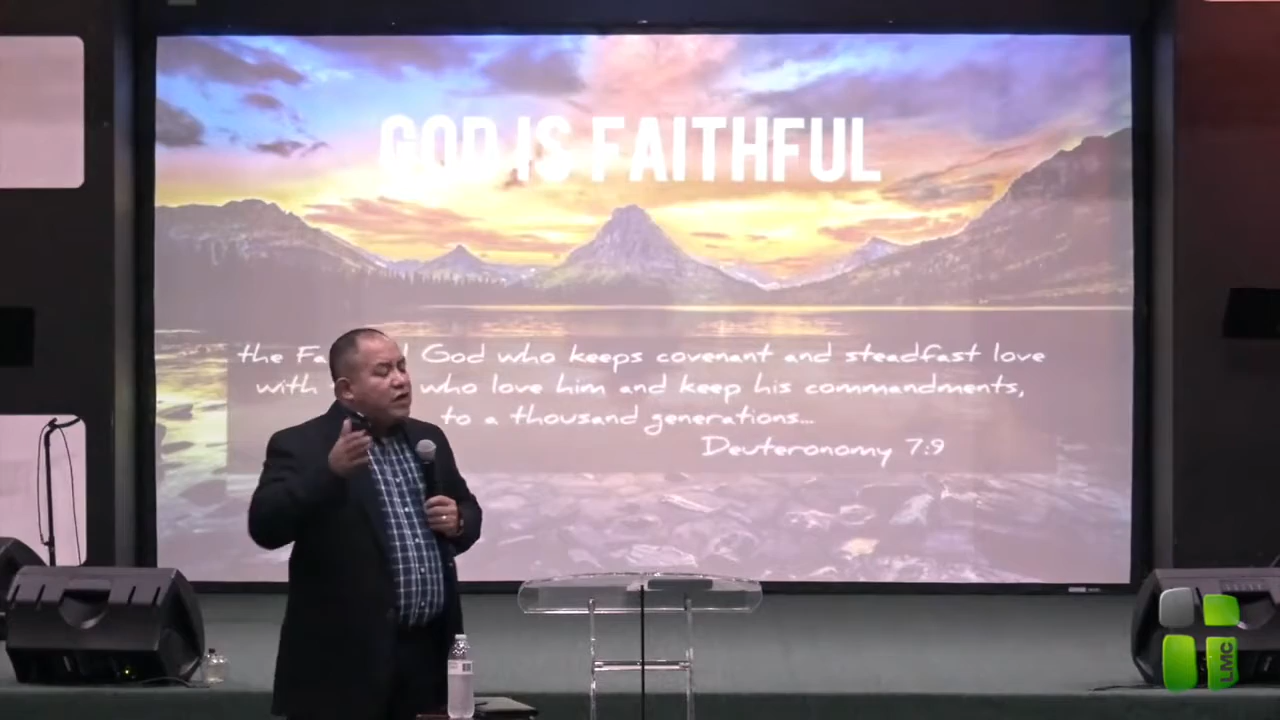 GOD IS FAITHFUL
the Fa God who keeps covenant and steadfast love
with who love him and keep his commandments,
to a thousand generations...
Deuteronomy 7:9
LMC